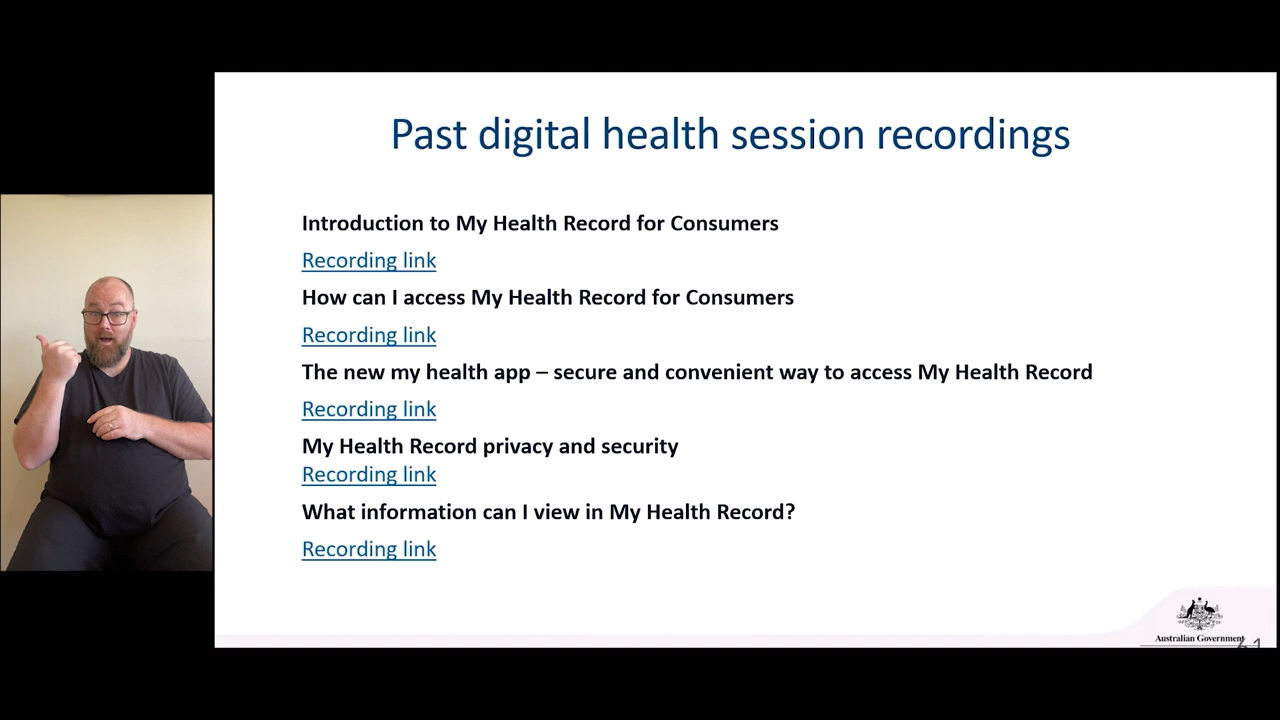 Past digital health session recordings
Introduction to My Health Record for Consumers
Recording link
How can I access My Health Record for Consumers
Recording link
The new my health app – secure and convenient way to access My Health Record
Recording link
My Health Record privacy and security
Recording link
What information can I view in My Health Record?
Recording link
Australian Government